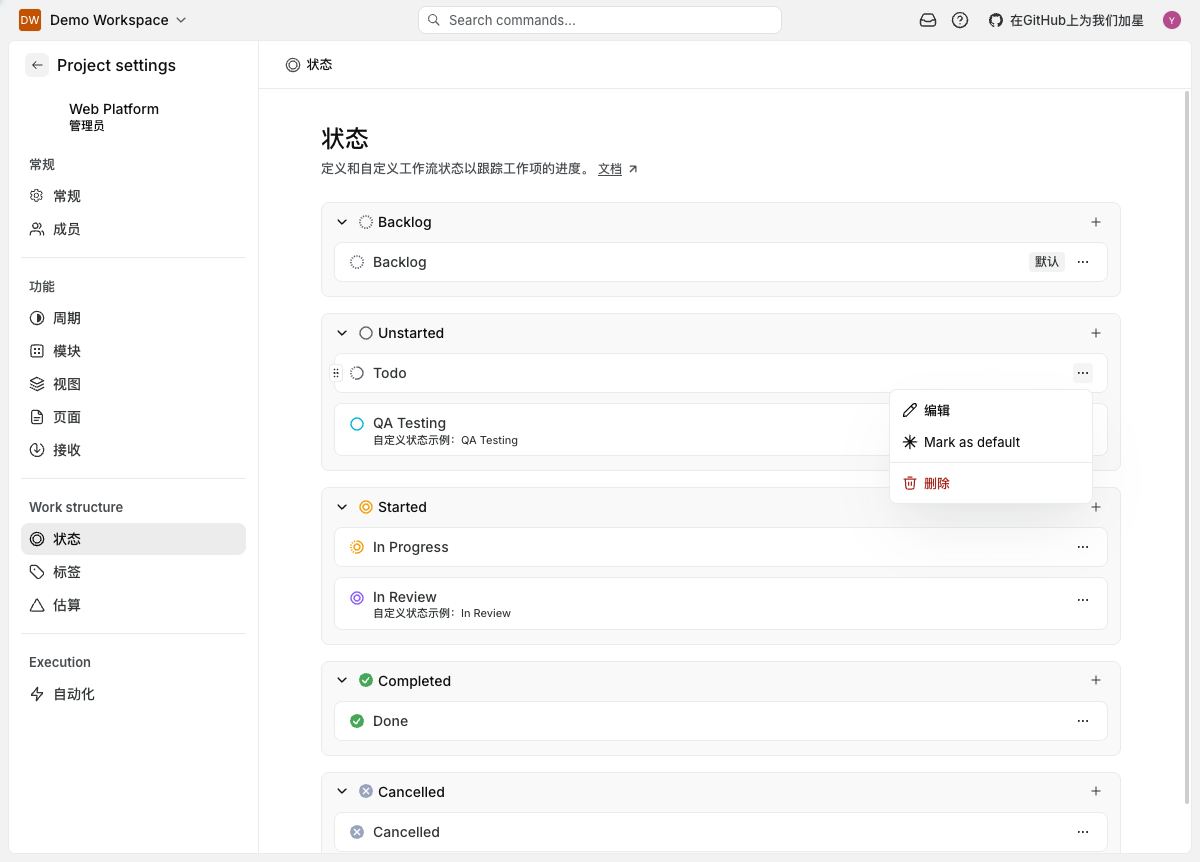 DW Demo Workspace
Search commands...
在GitHub上为我们加星
Y
Project settings
Web Platform
管理员
常规
常规
成员
功能
周期
模块
视图
页面
接收
Work structure
状态
标签
估算
Execution
自动化
状态
状态
定义和自定义工作流状态以跟踪工作项的进度。 文档
Backlog
Backlog
默认
Unstarted
Todo
QA Testing
自定义状态示例：QA Testing
编辑
Mark as default
删除
Started
In Progress
In Review
自定义状态示例：In Review
Completed
Done
Cancelled
Cancelled